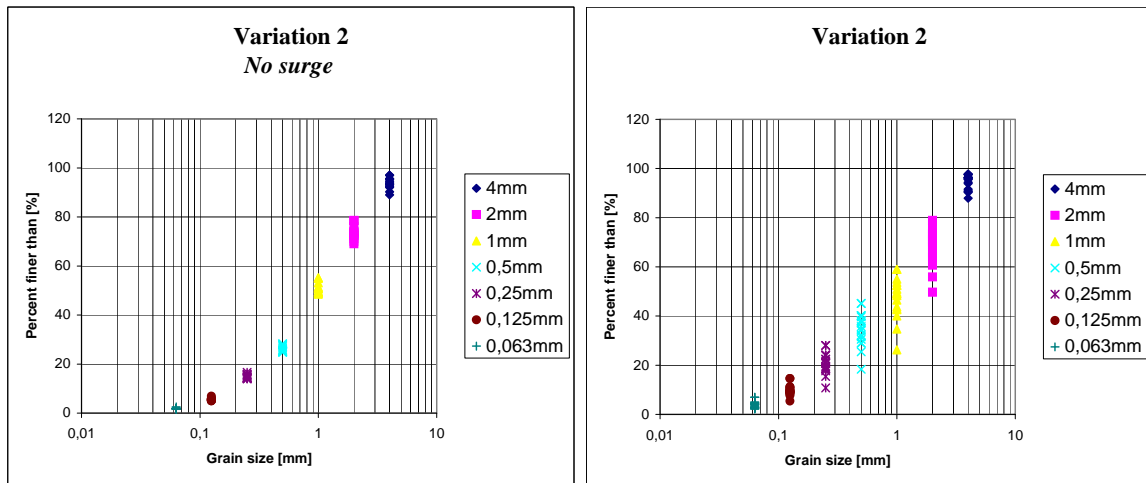 Variation 2
No surge
120
100
80
60
40
20
0
Percent finer than [%]
0,01
0,1
1
10
Grain size [mm]
4mm
2mm
1mm
0,5mm
0,25mm
0,125mm
0,063mm
Variation 2
120
100
80
60
40
20
0
Percent finer than [%]
0,01
0,1
1
10
Grain size [mm]
4mm
2mm
1mm
0,5mm
0,25mm
0,125mm
0,063mm